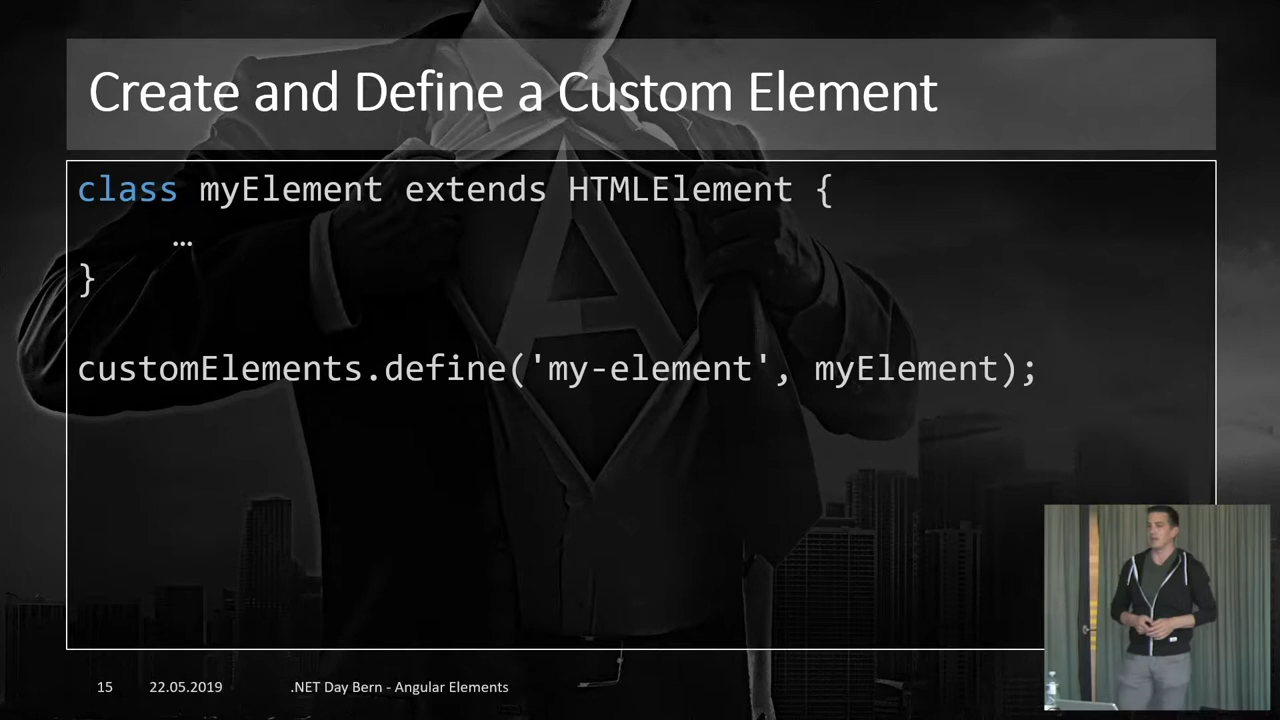 Create and Define a Custom Element
class myElement extends HTMLElement {
…
}
customElements.define('my-element', myElement);
15 22.05.2019 .NET Day Bern - Angular Elements